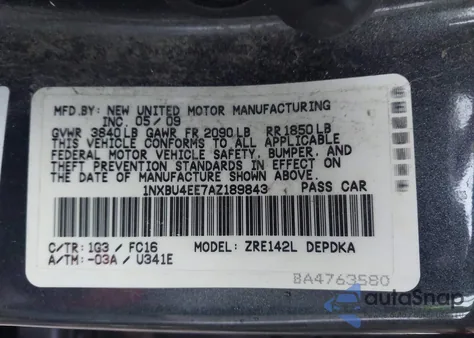 MFD.BY: NEW UNITED MOTOR MANUFACTURING
INC. 05/09
GVWR 3840LB GAWR FR 2090LB RR1850LB
THIS VEHICLE CONFORMS TO ALL APPLICABLE
FEDERAL MOTOR VEHICLE SAFETY, BUMPER, AND
THEFT PREVENTION STANDARDS IN EFFECT ON
THE DATE OF MANUFACTURE SHOWN ABOVE.
1NXBU4EE7AZ189843 PASS CAR
C/TR: 1G3 / FC16 MODEL: ZRE142L DEPDKA
A/TM: -03A / U341E
BA4763580
autoSnap